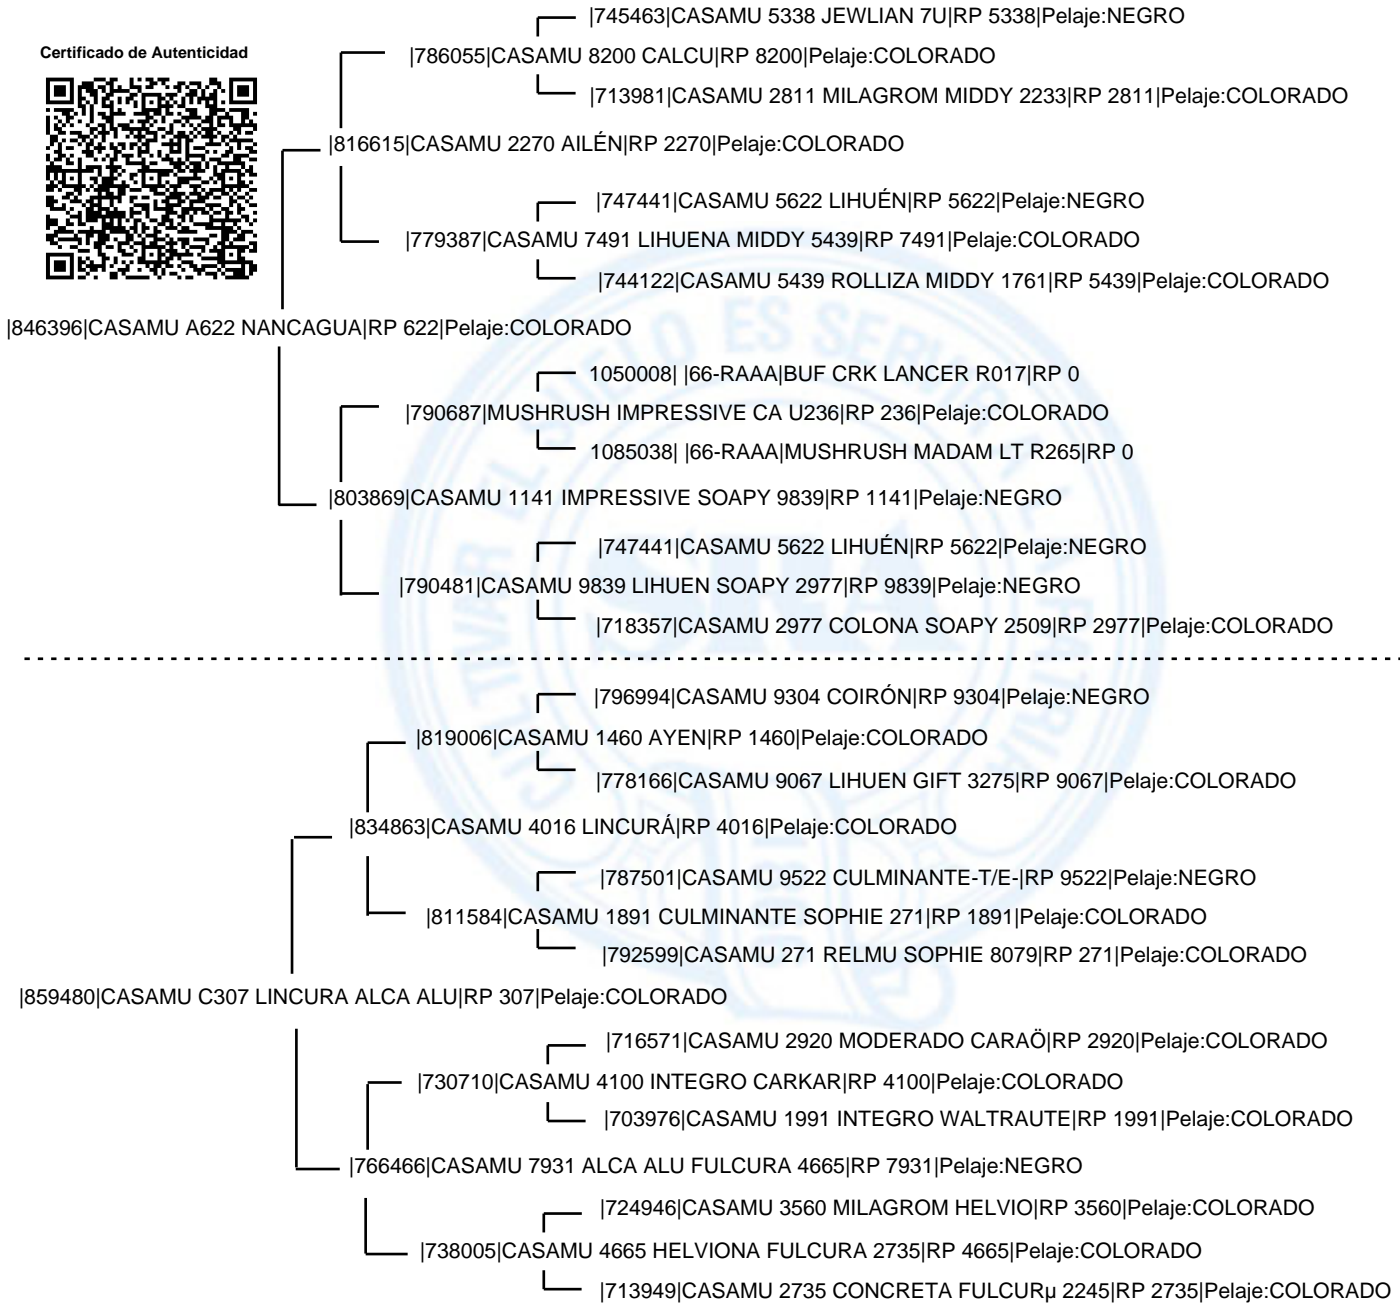 |745463|CASAMU 5338 JEWLIAN 7U|RP 5338|Pelaje:NEGRO
Certificado de Autenticidad
|786055|CASAMU 8200 CALCU|RP 8200|Pelaje:COLORADO
|713981|CASAMU 2811 MILAGROM MIDDY 2233|RP 2811|Pelaje:COLORADO
|816615|CASAMU 2270 AILÉN|RP 2270|Pelaje:COLORADO
|747441|CASAMU 5622 LIHUÉN|RP 5622|Pelaje:NEGRO
|779387|CASAMU 7491 LIHUENA MIDDY 5439|RP 7491|Pelaje:COLORADO
|744122|CASAMU 5439 ROLLIZA MIDDY 1761|RP 5439|Pelaje:COLORADO
|846396|CASAMU A622 NANCAGUA|RP 622|Pelaje:COLORADO
1050008| |66-RAAA|BUF CRK LANCER R017|RP 0
|790687|MUSHRUSH IMPRESSIVE CA U236|RP 236|Pelaje:COLORADO
1085038| |66-RAAA|MUSHRUSH MADAM LT R265|RP 0
|803869|CASAMU 1141 IMPRESSIVE SOAPY 9839|RP 1141|Pelaje:NEGRO
|747441|CASAMU 5622 LIHUÉN|RP 5622|Pelaje:NEGRO
|790481|CASAMU 9839 LIHUEN SOAPY 2977|RP 9839|Pelaje:NEGRO
|718357|CASAMU 2977 COLONA SOAPY 2509|RP 2977|Pelaje:COLORADO
|796994|CASAMU 9304 COIRÓN|RP 9304|Pelaje:NEGRO
|819006|CASAMU 1460 AYEN|RP 1460|Pelaje:COLORADO
|778166|CASAMU 9067 LIHUEN GIFT 3275|RP 9067|Pelaje:COLORADO
|834863|CASAMU 4016 LINCURÁ|RP 4016|Pelaje:COLORADO
|787501|CASAMU 9522 CULMINANTE-T/E-|RP 9522|Pelaje:NEGRO
|811584|CASAMU 1891 CULMINANTE SOPHIE 271|RP 1891|Pelaje:COLORADO
|792599|CASAMU 271 RELMU SOPHIE 8079|RP 271|Pelaje:COLORADO
|859480|CASAMU C307 LINCURA ALCA ALU|RP 307|Pelaje:COLORADO
|716571|CASAMU 2920 MODERADO CARAÖ|RP 2920|Pelaje:COLORADO
|730710|CASAMU 4100 INTEGRO CARKAR|RP 4100|Pelaje:COLORADO
|703976|CASAMU 1991 INTEGRO WALTRAUTE|RP 1991|Pelaje:COLORADO
|766466|CASAMU 7931 ALCA ALU FULCURA 4665|RP 7931|Pelaje:NEGRO
|724946|CASAMU 3560 MILAGROM HELVIO|RP 3560|Pelaje:COLORADO
|738005|CASAMU 4665 HELVIONA FULCURA 2735|RP 4665|Pelaje:COLORADO
|713949|CASAMU 2735 CONCRETA FULCURµ 2245|RP 2735|Pelaje:COLORADO
CULTIVAR EL SUELO ES SERVIR A LA PATRIA
SRA
1866